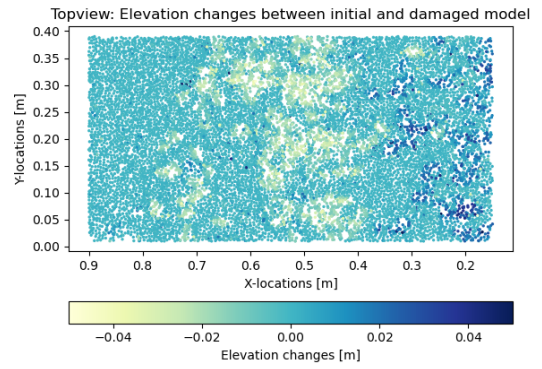 Topview: Elevation changes between initial and damaged model
0.40
0.35
0.30
0.25
0.20
0.15
0.10
0.05
0.00
Y-locations [m]
0.9 0.8 0.7 0.6 0.5 0.4 0.3 0.2
X-locations [m]
−0.04 −0.02 0.00 0.02 0.04
Elevation changes [m]